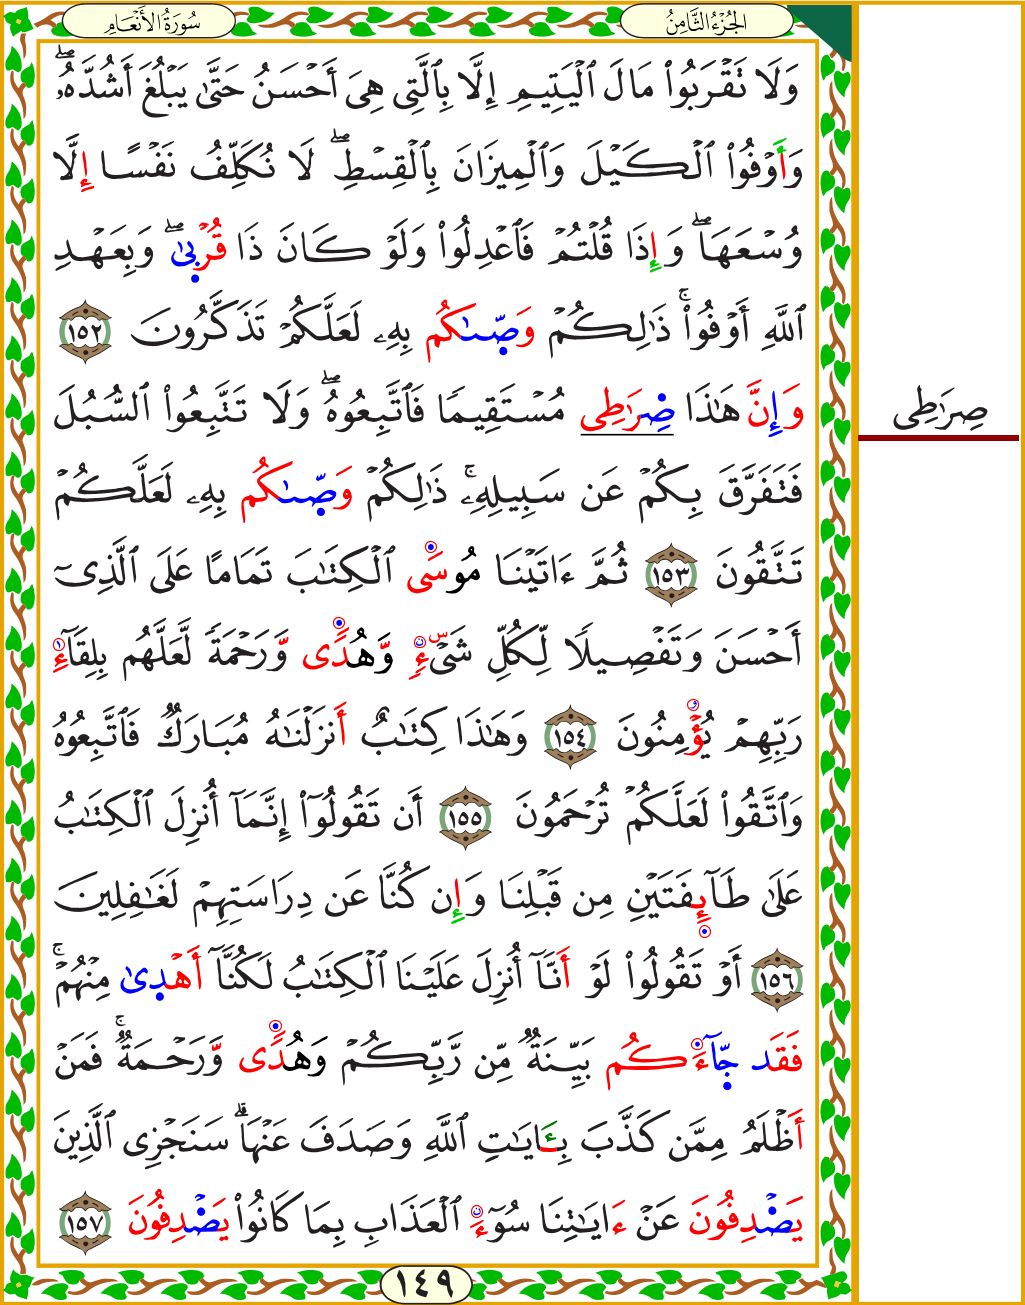 الجُزْءُ الثَّامِنُ
سُورَةُ الأَنْعَامِ
وَلَا تَقْرَبُوا۟ مَالَ ٱلْيَتِيمِ إِلَّا بِٱلَّتِى هِىَ أَحْسَنُ حَتَّىٰ يَبْلُغَ أَشُدَّهُۥۖ
وَأَوْفُوا۟ ٱلْكَيْلَ وَٱلْمِيزَانَ بِٱلْقِسْطِۖ لَا نُكَلِّفُ نَفْسًا إِلَّا
وُسْعَهَاۖ وَإِذَا قُلْتُمْ فَٱعْدِلُوا۟ وَلَوْ كَانَ ذَا قُرْبَىٰۖ وَبِعَهْدِ
ٱللَّهِ أَوْفُوا۟ۚ ذَٰلِكُمْ وَصَّىٰكُم بِهِۦ لَعَلَّكُمْ تَذَكَّرُونَ ١٥٢
وَإِنَّ هَٰذَا صِرَٰطِى مُسْتَقِيمًا فَٱتَّبِعُوهُۖ وَلَا تَتَّبِعُوا۟ ٱلسُّبُلَ
صِرَٰطِى
فَتَفَرَّقَ بِكُمْ عَن سَبِيلِهِۦۚ ذَٰلِكُمْ وَصَّىٰكُم بِهِۦ لَعَلَّكُمْ
تَتَّقُونَ ١٥٣ ثُمَّ ءَاتَيْنَا مُوسَى ٱلْكِتَٰبَ تَمَامًا عَلَى ٱلَّذِىٓ
أَحْسَنَ وَتَفْصِيلًا لِّكُلِّ شَىْءٍ وَهُدًى وَرَحْمَةً لَّعَلَّهُم بِلِقَآءِ
رَبِّهِمْ يُؤْمِنُونَ ١٥٤ وَهَٰذَا كِتَٰبٌ أَنزَلْنَٰهُ مُبَارَكٌ فَٱتَّبِعُوهُ
وَٱتَّقُوا۟ لَعَلَّكُمْ تُرْحَمُونَ ١٥٥ أَن تَقُولُوٓا۟ إِنَّمَآ أُنزِلَ ٱلْكِتَٰبُ
عَلَىٰ طَآئِفَتَيْنِ مِن قَبْلِنَا وَإِن كُنَّا عَن دِرَاسَتِهِمْ لَغَٰفِلِينَ
١٥٦ أَوْ تَقُولُوا۟ لَوْ أَنَّآ أُنزِلَ عَلَيْنَا ٱلْكِتَٰبُ لَكُنَّآ أَهْدَىٰ مِنْهُمْۚ
فَقَد جَّآءَكُم بَيِّنَةٌ مِّن رَّبِّكُمْ وَهُدًى وَرَحْمَةٌۚ فَمَنْ
أَظْلَمُ مِمَّن كَذَّبَ بِـَٔايَٰتِ ٱللَّهِ وَصَدَفَ عَنْهَاۗ سَنَجْزِى ٱلَّذِينَ
يَصْدِفُونَ عَنْ ءَايَٰتِنَا سُوٓءَ ٱلْعَذَابِ بِمَا كَانُوا۟ يَصْدِفُونَ ١٥٧
١٤٩